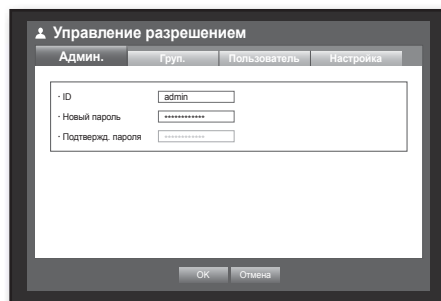 Управление разрешением
Админ. Груп. Пользователь Настройка
· ID admin
· Новый пароль ************
· Подтвержд. пароля ************
OK Отмена